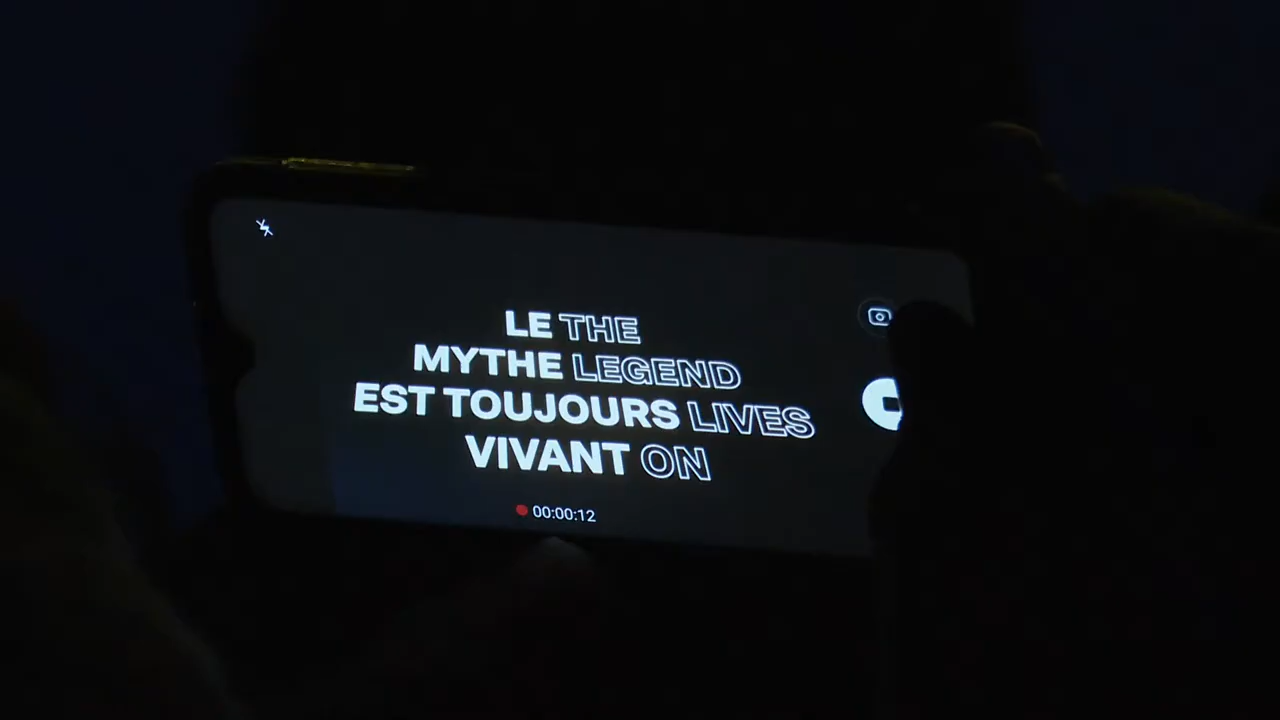 LE THE
MYTHE LEGEND
EST TOUJOURS LIVES
VIVANT ON
00:00:12